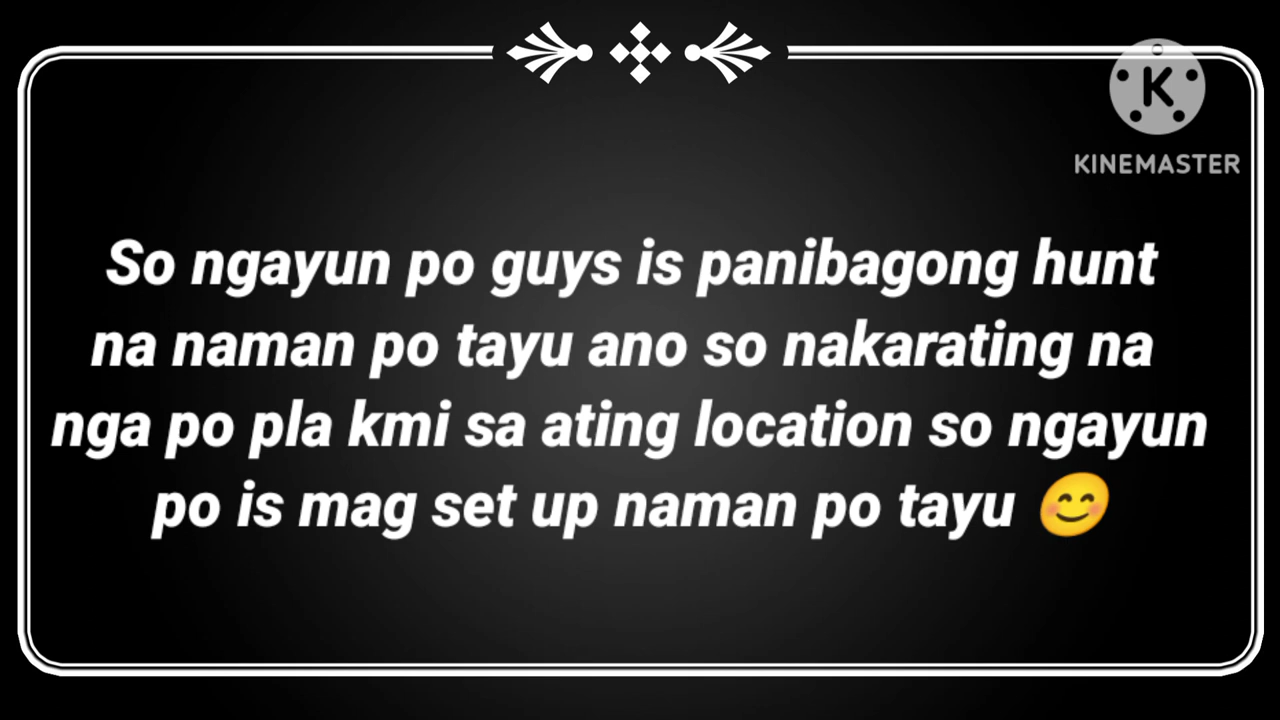 KINEMASTER
So ngayun po guys is panibagong hunt
na naman po tayu ano so nakarating na
nga po pla kmi sa ating location so ngayun
po is mag set up naman po tayu 😊